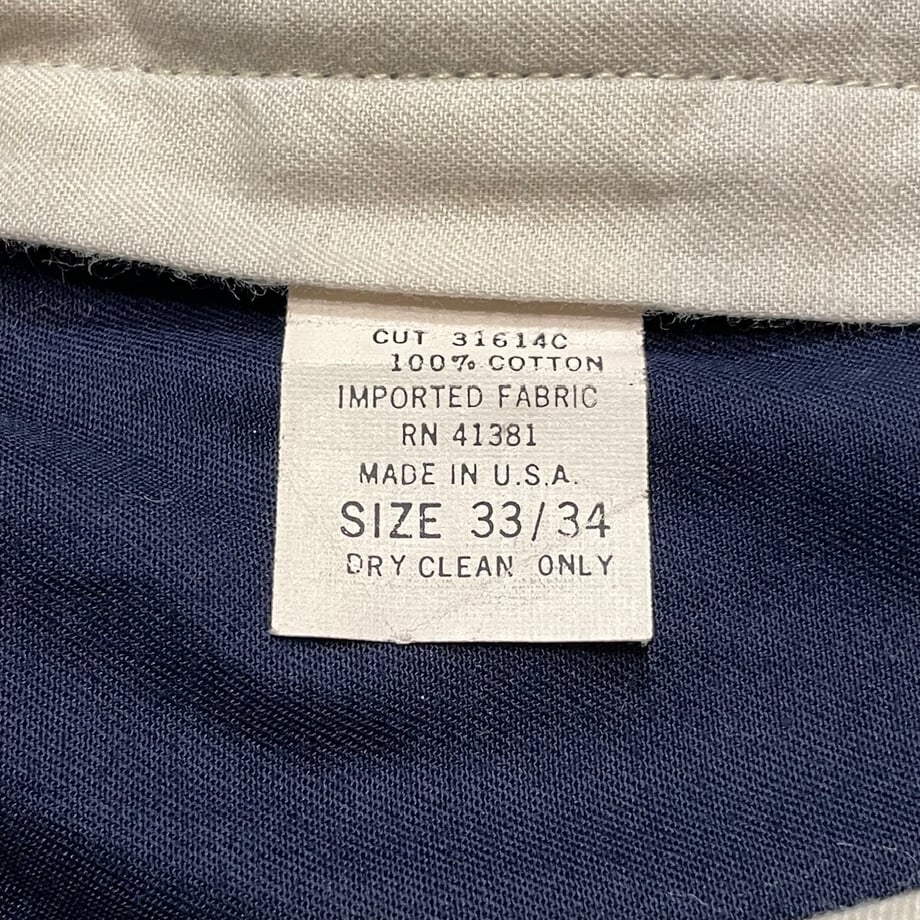 CUT 31614C
100% COTTON
IMPORTED FABRIC
RN 41381
MADE IN U.S.A.
SIZE 33/34
DRY CLEAN ONLY